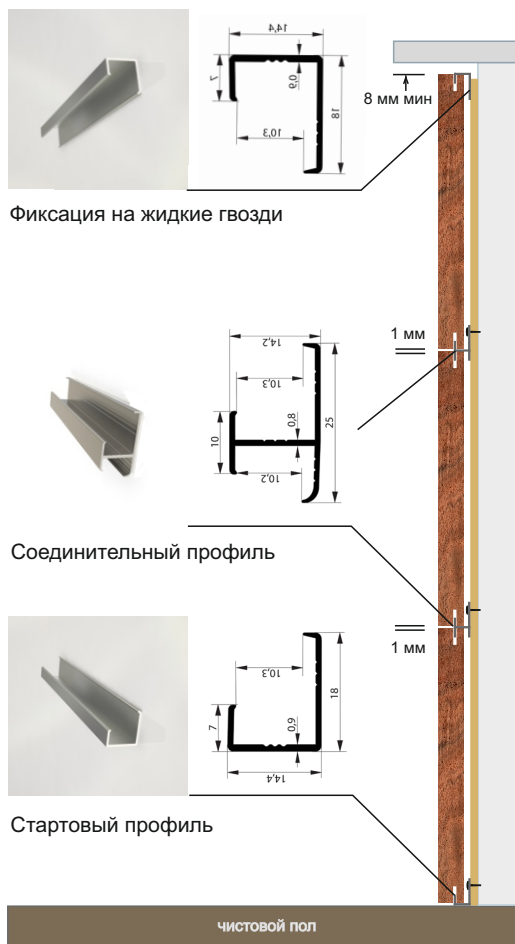 14,4
7
0,9
18
10,3
8 мм мин
Фиксация на жидкие гвозди
14,2
10,3
1 мм
10
0,8
25
10,2
Соединительный профиль
10,3
1 мм
7
0,9
18
14,4
Стартовый профиль
чистовой пол